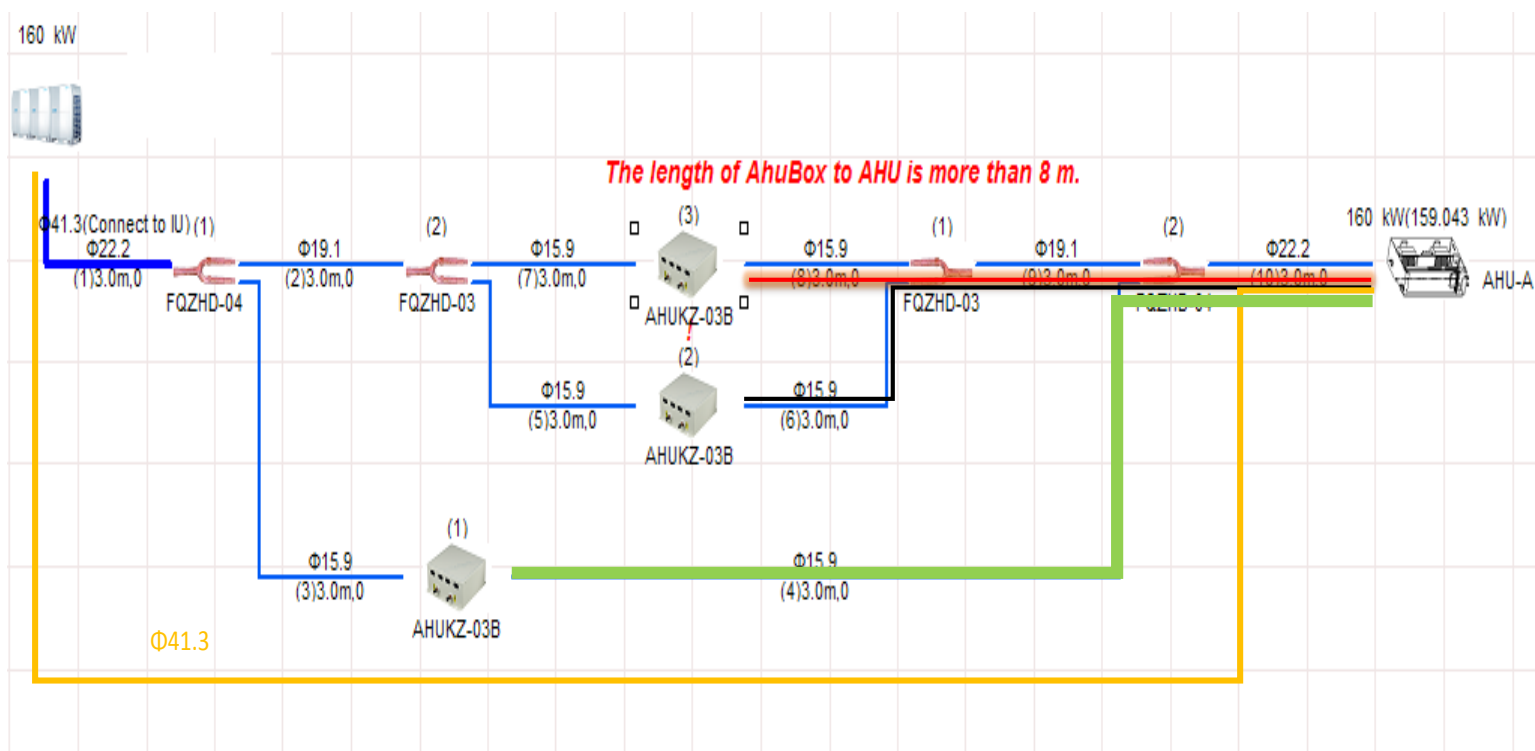 160 kW
The length of AhuBox to AHU is more than 8 m.
Φ41.3(Connect to IU)
(1)
Φ22.2
(1)3.0m,0
FQZHD-04
Φ19.1
(2)3.0m,0
(2)
FQZHD-03
Φ15.9
(7)3.0m,0
(3)
AHUKZ-03B
!
Φ15.9
(8)3.0m,0
(1)
FQZHD-03
Φ19.1
(9)3.0m,0
(2)
Φ22.2
(10)3.0m,0
160 kW(159.043 kW)
AHU-A
Φ15.9
(5)3.0m,0
(2)
AHUKZ-03B
Φ15.9
(6)3.0m,0
Φ15.9
(3)3.0m,0
(1)
AHUKZ-03B
Φ15.9
(4)3.0m,0
Φ41.3